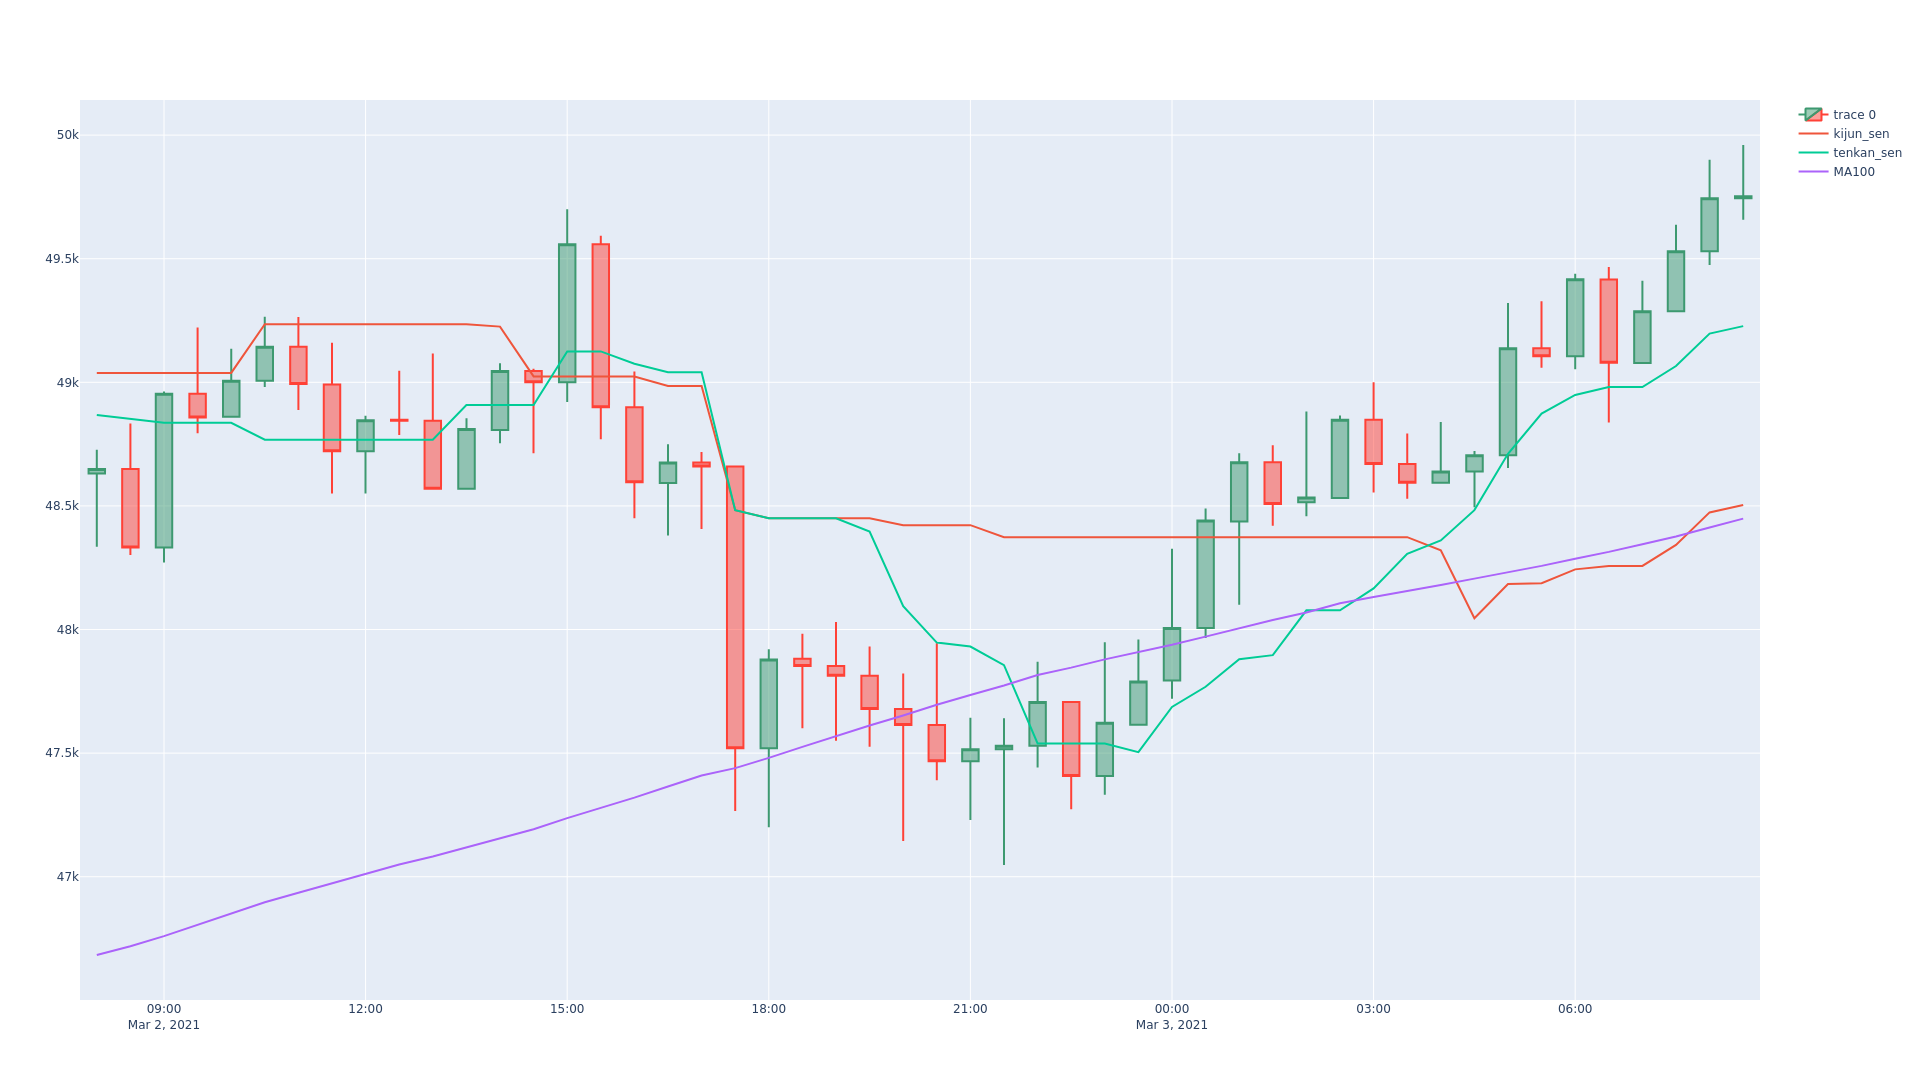 50k
49.5k
49k
48.5k
48k
47.5k
47k
09:00
Mar 2, 2021
12:00
15:00
18:00
21:00
00:00
Mar 3, 2021
03:00
06:00
trace 0
kijun_sen
tenkan_sen
MA100